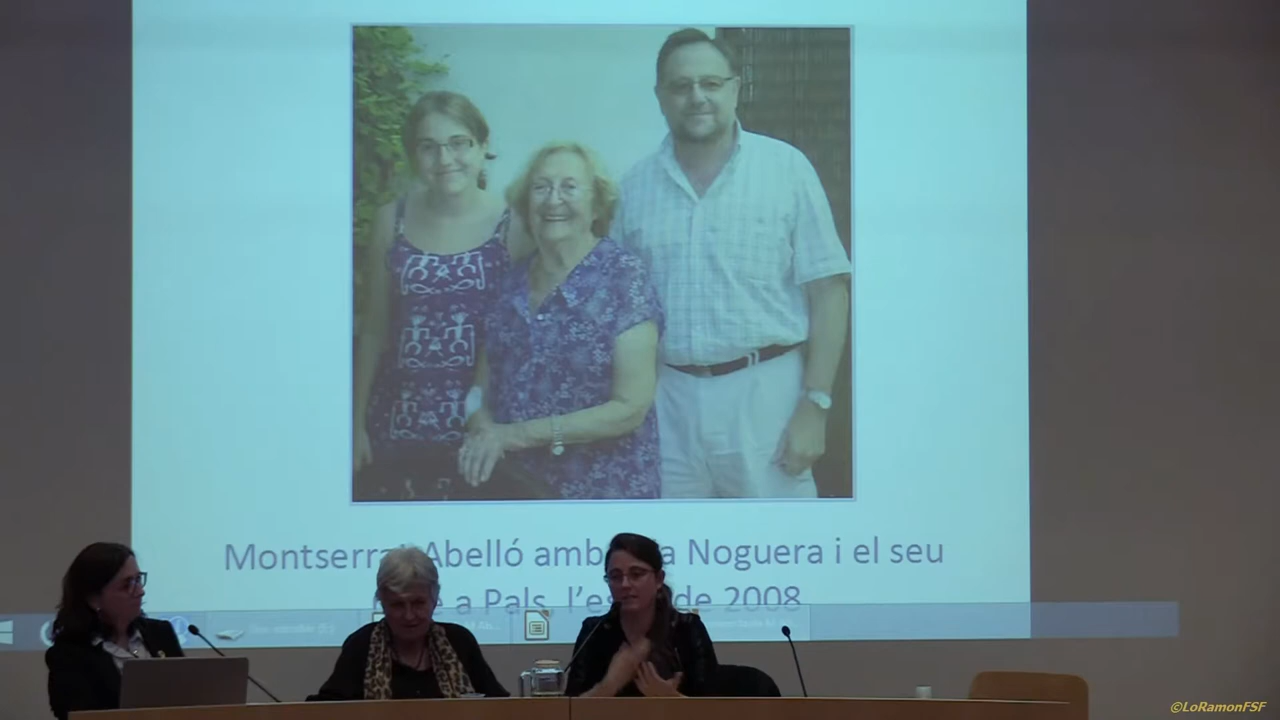 Montserrat Abelló amb Noguera i el seu
a Pals, l'es de 2008
©LoRamonFSF